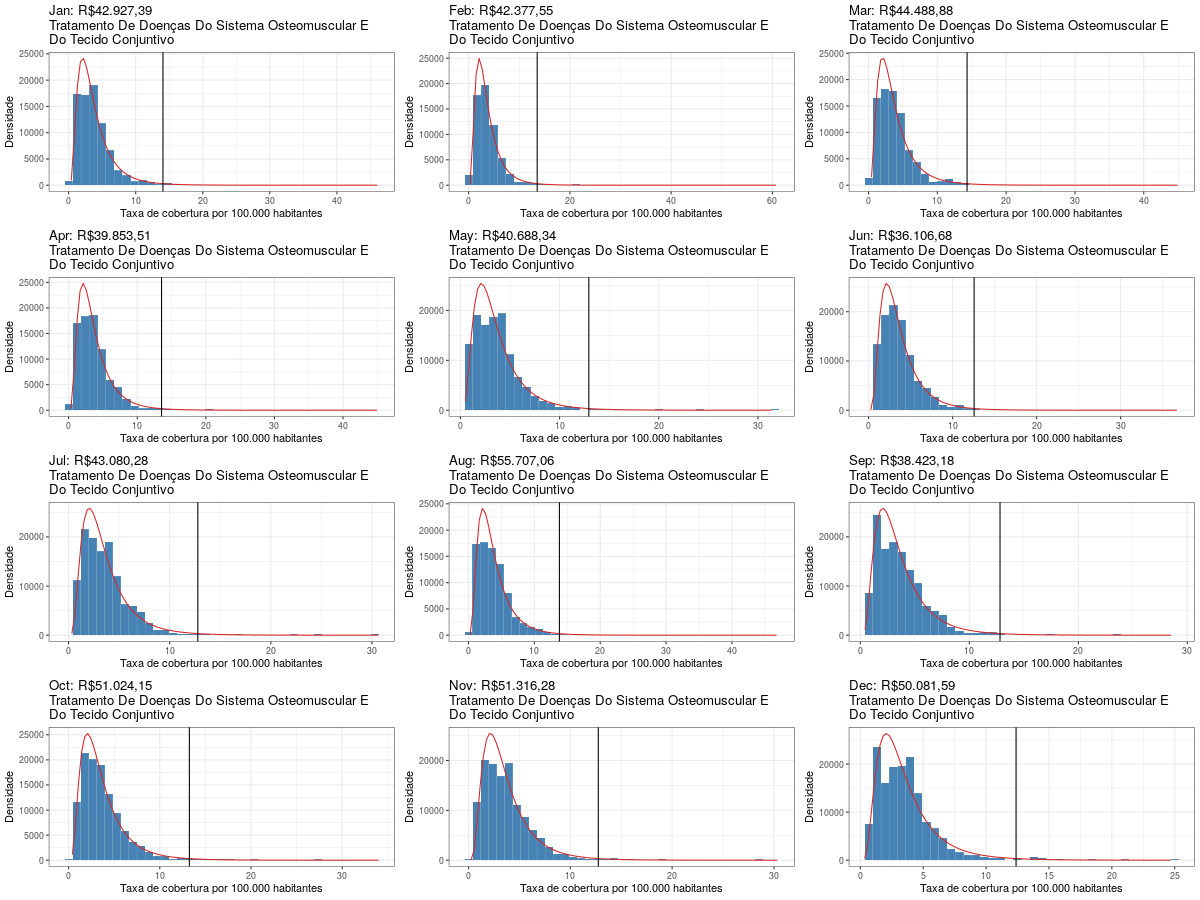 Jan: R$42.927,39
Tratamento De Doenças Do Sistema Osteomuscular E
Do Tecido Conjuntivo
25000
20000
15000
10000
5000
0
Densidade
0 10 20 30 40
Taxa de cobertura por 100.000 habitantes
Feb: R$42.377,55
Tratamento De Doenças Do Sistema Osteomuscular E
Do Tecido Conjuntivo
25000
20000
15000
10000
5000
0
Densidade
0 20 40 60
Taxa de cobertura por 100.000 habitantes
Mar: R$44.488,88
Tratamento De Doenças Do Sistema Osteomuscular E
Do Tecido Conjuntivo
25000
20000
15000
10000
5000
0
Densidade
0 10 20 30 40
Taxa de cobertura por 100.000 habitantes
Apr: R$39.853,51
Tratamento De Doenças Do Sistema Osteomuscular E
Do Tecido Conjuntivo
25000
20000
15000
10000
5000
0
Densidade
0 10 20 30 40
Taxa de cobertura por 100.000 habitantes
May: R$40.688,34
Tratamento De Doenças Do Sistema Osteomuscular E
Do Tecido Conjuntivo
20000
10000
0
Densidade
0 10 20 30
Taxa de cobertura por 100.000 habitantes
Jun: R$36.106,68
Tratamento De Doenças Do Sistema Osteomuscular E
Do Tecido Conjuntivo
20000
10000
0
Densidade
0 10 20 30
Taxa de cobertura por 100.000 habitantes
Jul: R$43.080,28
Tratamento De Doenças Do Sistema Osteomuscular E
Do Tecido Conjuntivo
20000
10000
0
Densidade
0 10 20 30
Taxa de cobertura por 100.000 habitantes
Aug: R$55.707,06
Tratamento De Doenças Do Sistema Osteomuscular E
Do Tecido Conjuntivo
25000
20000
15000
10000
5000
0
Densidade
0 10 20 30 40
Taxa de cobertura por 100.000 habitantes
Sep: R$38.423,18
Tratamento De Doenças Do Sistema Osteomuscular E
Do Tecido Conjuntivo
20000
10000
0
Densidade
0 10 20 30
Taxa de cobertura por 100.000 habitantes
Oct: R$51.024,15
Tratamento De Doenças Do Sistema Osteomuscular E
Do Tecido Conjuntivo
25000
20000
15000
10000
5000
0
Densidade
0 10 20 30
Taxa de cobertura por 100.000 habitantes
Nov: R$51.316,28
Tratamento De Doenças Do Sistema Osteomuscular E
Do Tecido Conjuntivo
20000
10000
0
Densidade
0 10 20 30
Taxa de cobertura por 100.000 habitantes
Dec: R$50.081,59
Tratamento De Doenças Do Sistema Osteomuscular E
Do Tecido Conjuntivo
20000
10000
0
Densidade
0 5 10 15 20 25
Taxa de cobertura por 100.000 habitantes